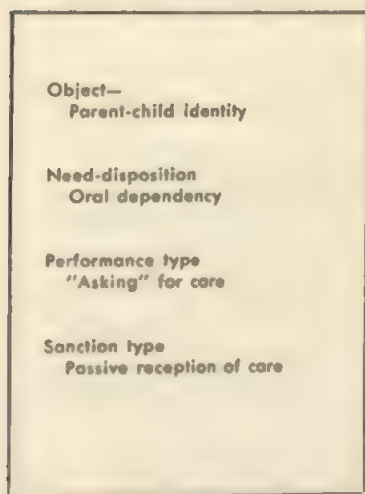 Object—
Parent-child identity
Need-disposition
Oral dependency
Performance type
"Asking" for care
Sanction type
Passive reception of care